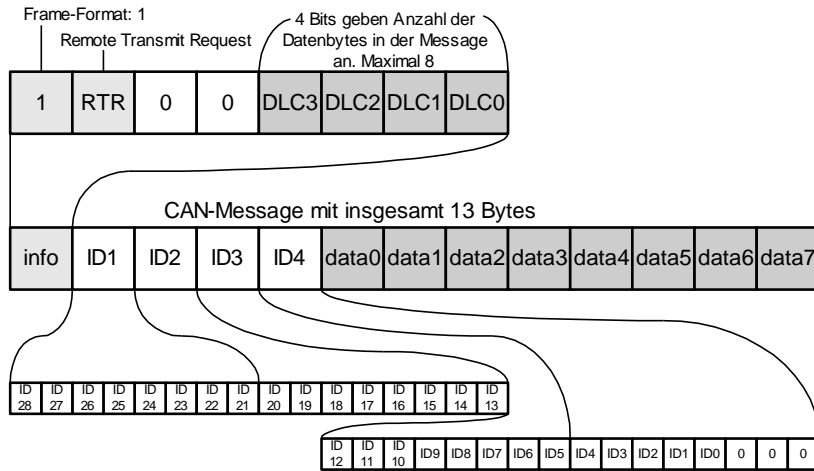 Frame-Format: 1
Remote Transmit Request
4 Bits geben Anzahl der
Datenbytes in der Message
an. Maximal 8
1 RTR 0 0 DLC3 DLC2 DLC1 DLC0
CAN-Message mit insgesamt 13 Bytes
info ID1 ID2 ID3 ID4 data0 data1 data2 data3 data4 data5 data6 data7
ID ID ID ID ID ID ID ID ID ID ID ID ID ID ID ID
28 27 26 25 24 23 22 21 20 19 18 17 16 15 14 13
ID ID ID ID9 ID8 ID7 ID6 ID5 ID4 ID3 ID2 ID1 ID0 0 0 0
12 11 10